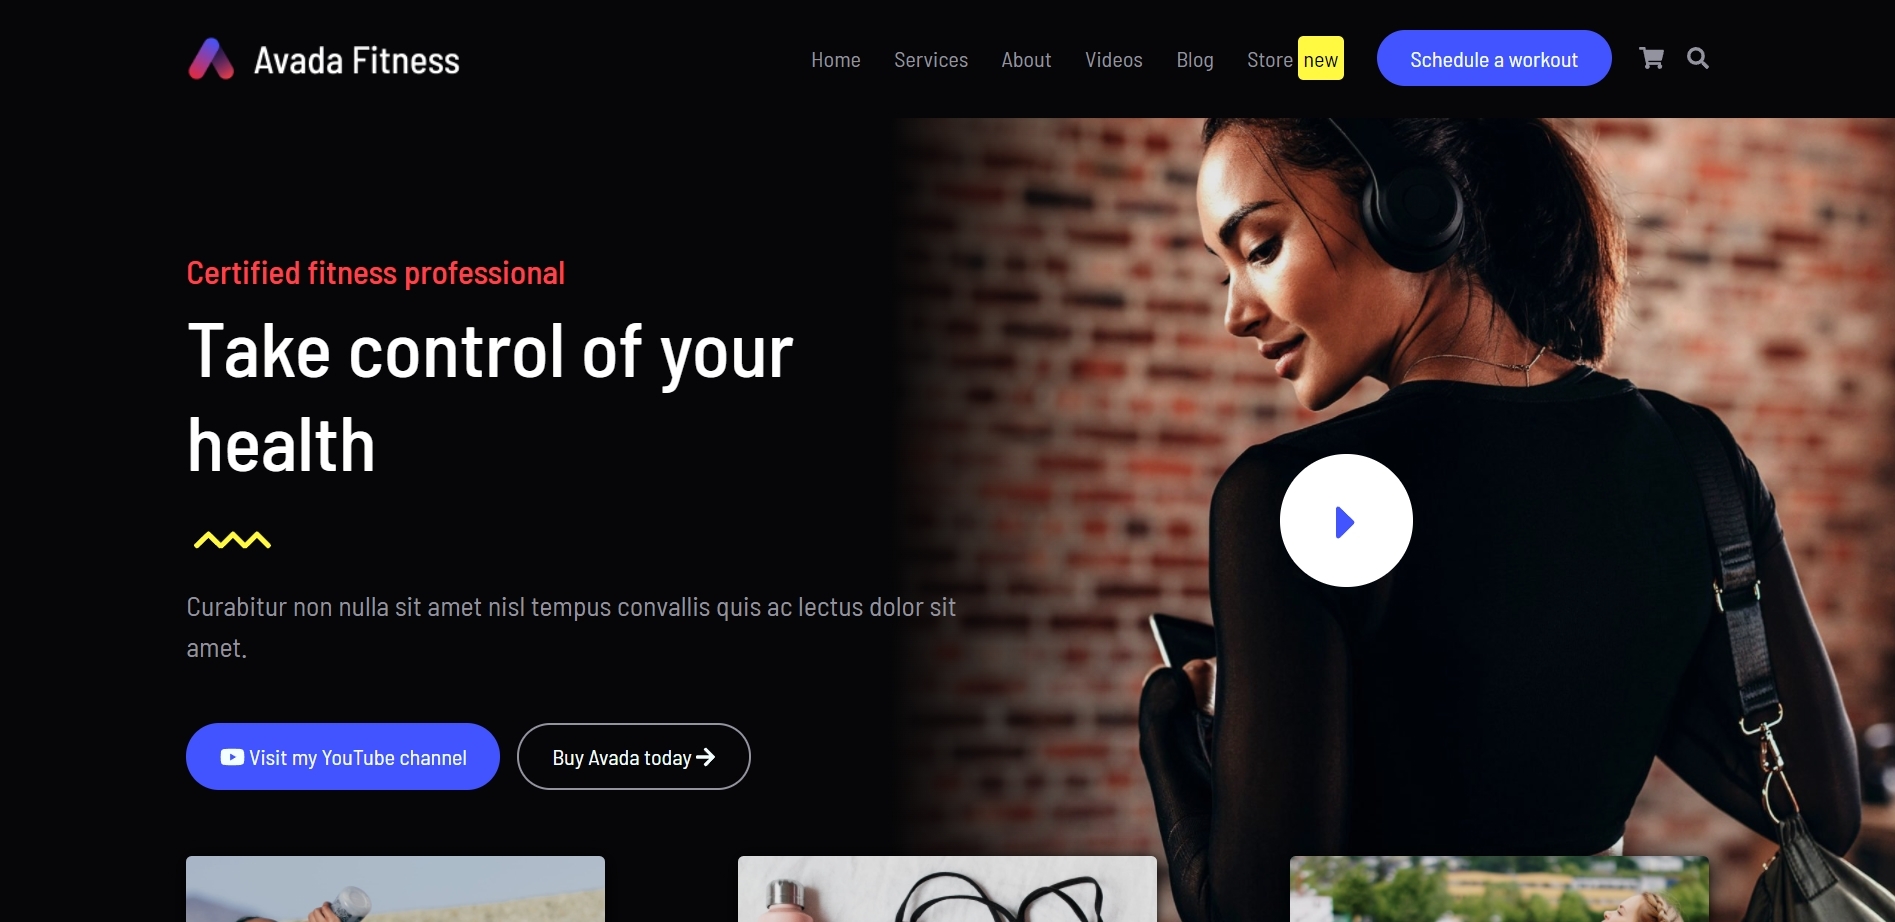 Avada Fitness
Home Services About Videos Blog Store new Schedule a workout
Certified fitness professional
Take control of your
health
Curabitur non nulla sit amet nisl tempus convallis quis ac lectus dolor sit
amet.
Visit my YouTube channel
Buy Avada today